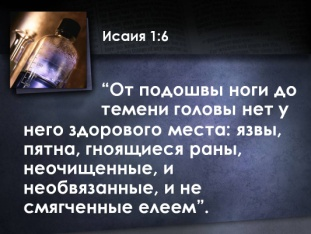 Исаия 1:6
“От подошвы ноги до
темени головы нет у
него здорового места: язвы,
пятна, гноящиеся раны,
неочищенные, и
необвязанные, и не
смягченные елеем”.